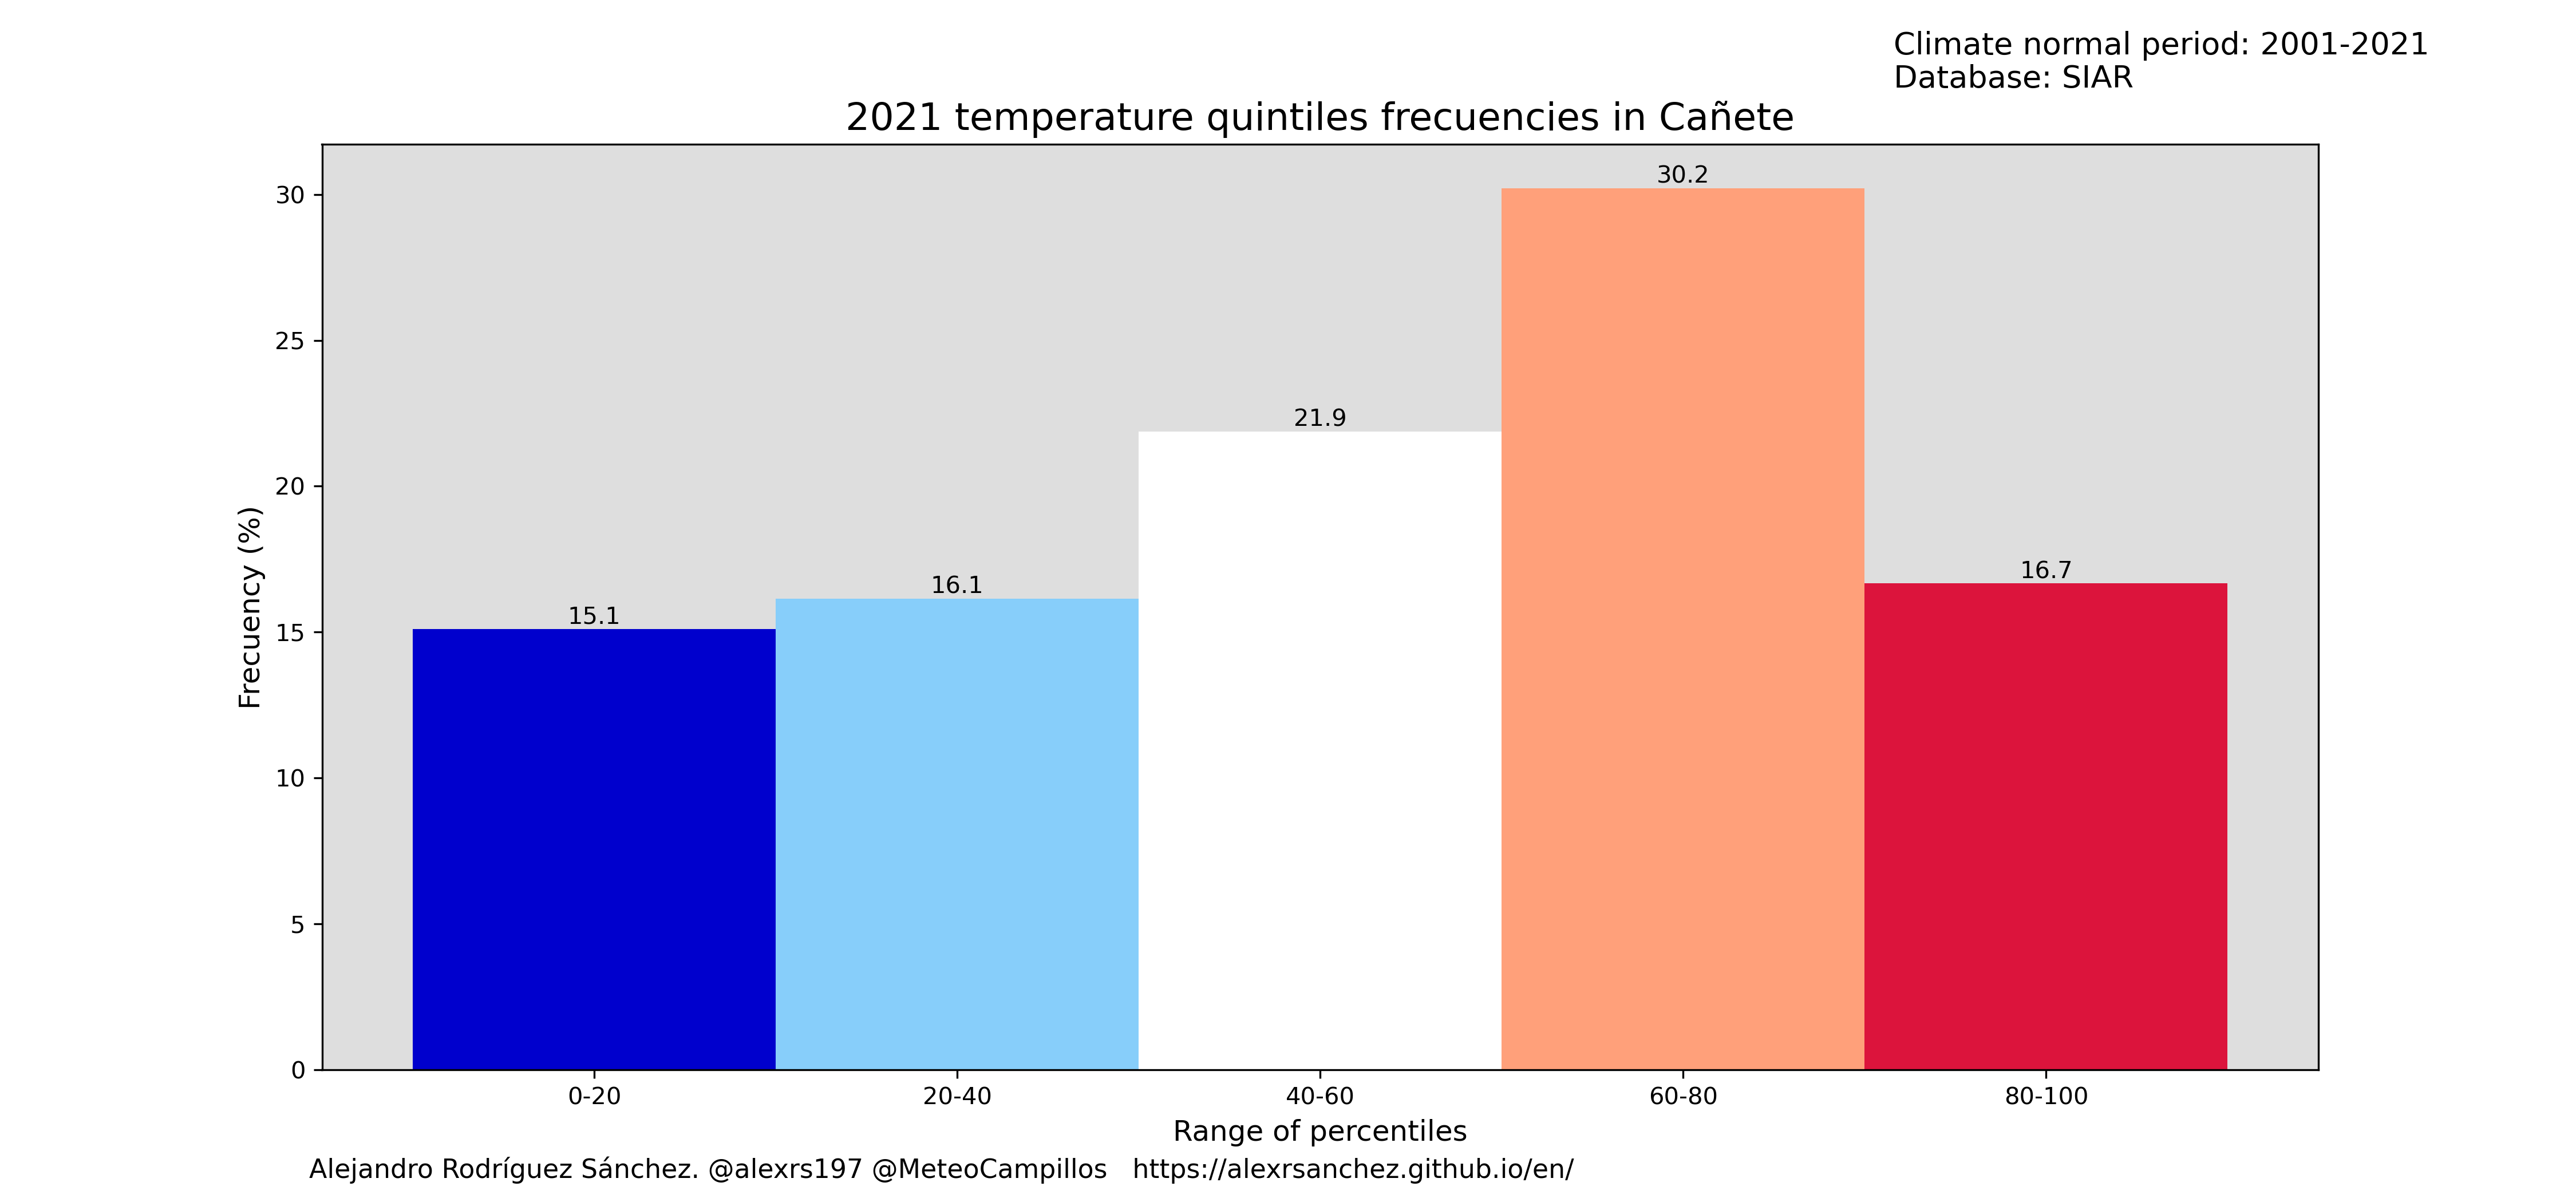 Climate normal period: 2001-2021
Database: SIAR
2021 temperature quintiles frecuencies in Cañete
30.2
30
25
21.9
20
16.7
16.1
15.1
15
10
5
0
Frecuency (%)
0-20 20-40 40-60 60-80 80-100
Range of percentiles
Alejandro Rodríguez Sánchez. @alexrs197 @MeteoCampillos https://alexrsanchez.github.io/en/